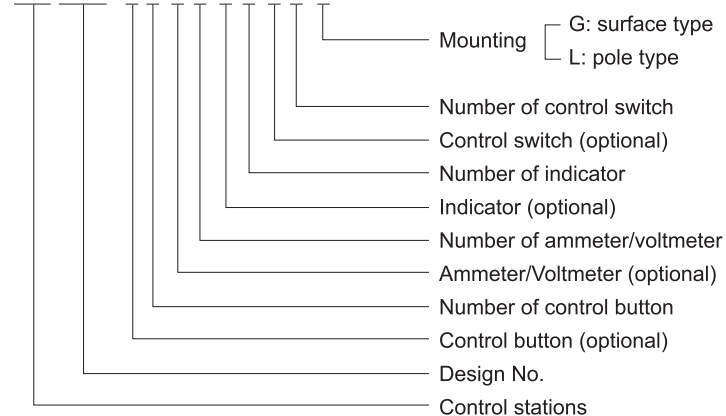 G: surface type
Mounting
L: pole type
Number of control switch
Control switch (optional)
Number of indicator
Indicator (optional)
Number of ammeter/voltmeter
Ammeter/Voltmeter (optional)
Number of control button
Control button (optional)
Design No.
Control stations